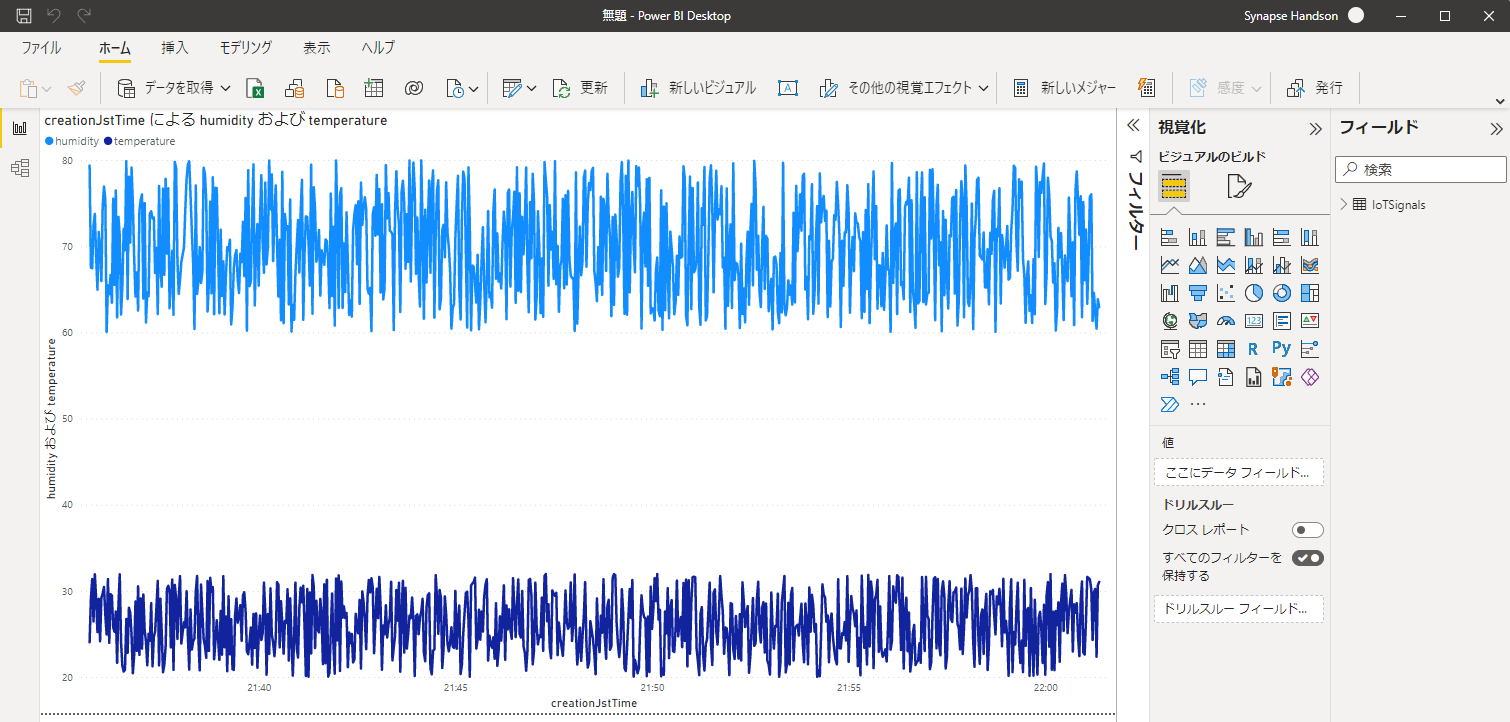 無題 - Power BI Desktop
Synapse Handson
ファイル ホーム 挿入 モデリング 表示 ヘルプ
データを取得 更新 新しいビジュアル その他の視覚エフェクト 新しいメジャー 感度 発行
creationJstTime による humidity および temperature
humidity temperature
80
70
60
50
40
30
20
humidity および temperature
21:40 21:45 21:50 21:55 22:00
creationJstTime
フィルター
視覚化
ビジュアルのビルド
123
R Py
値
ここにデータ フィールド...
ドリルスルー
クロス レポート
すべてのフィルターを
保持する
ドリルスルー フィールド...
フィールド
検索
IoTSignals